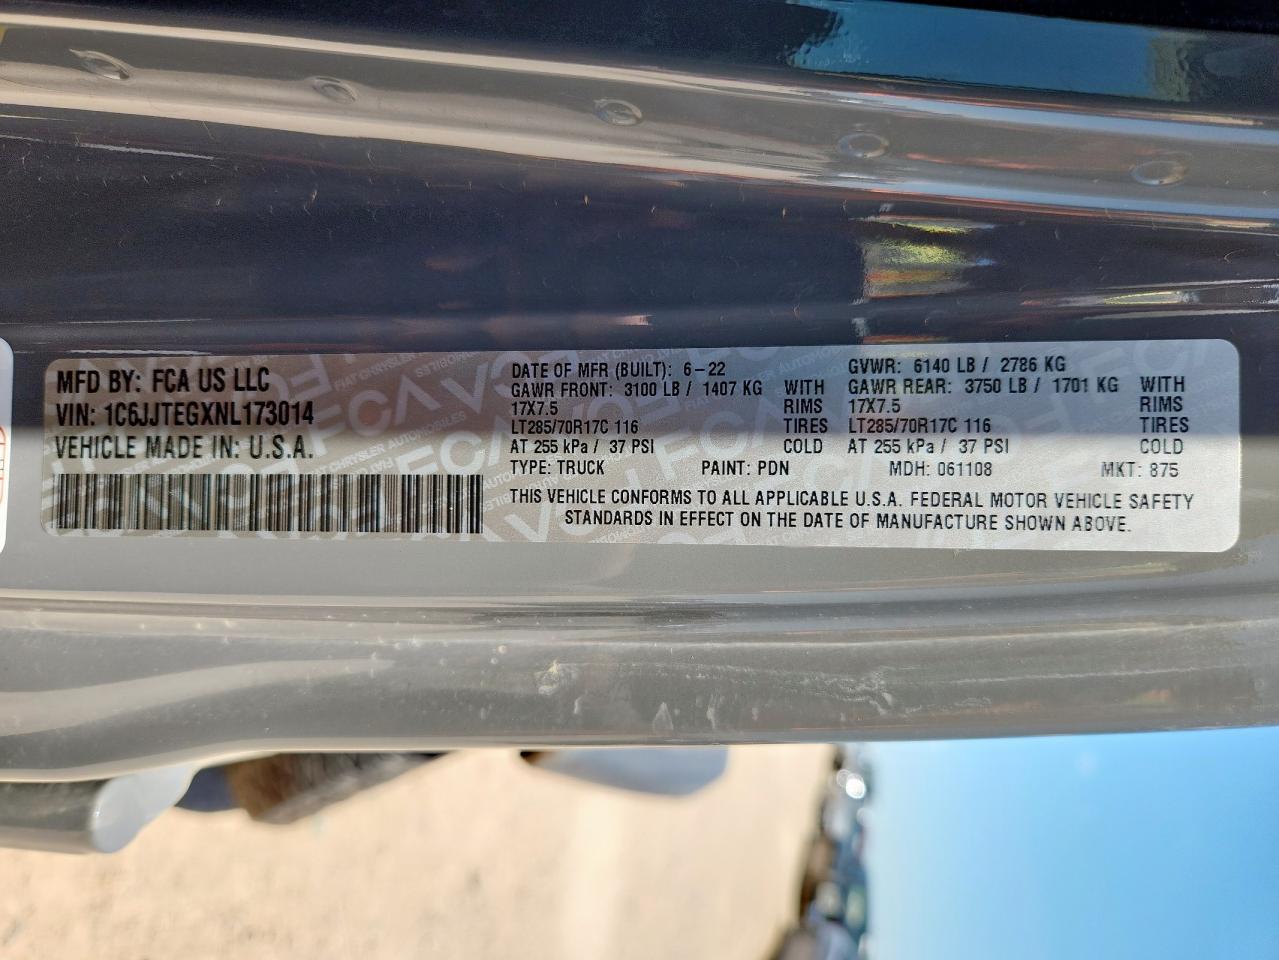 MFD BY: FCA US LLC
VIN: 1C6JJTEGXNL173014
VEHICLE MADE IN: U.S.A.
DATE OF MFR (BUILT): 6-22
GAWR FRONT: 3100 LB / 1407 KG WITH
17X7.5 RIMS
LT285/70R17C 116 TIRES
AT 255 kPa / 37 PSI COLD
GVWR: 6140 LB / 2786 KG
GAWR REAR: 3750 LB / 1701 KG WITH
17X7.5 RIMS
LT285/70R17C 116 TIRES
AT 255 kPa / 37 PSI COLD
TYPE: TRUCK PAINT: PDN MDH: 061108 MKT: 875
THIS VEHICLE CONFORMS TO ALL APPLICABLE U.S.A. FEDERAL MOTOR VEHICLE SAFETY
STANDARDS IN EFFECT ON THE DATE OF MANUFACTURE SHOWN ABOVE.